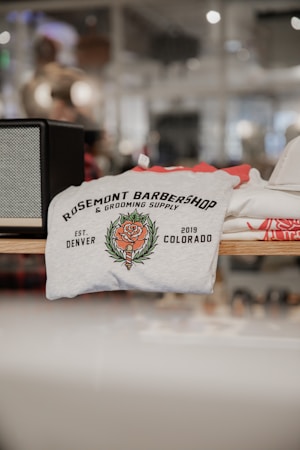 ROSEMONT BARBERSHOP
& GROOMING SUPPLY
EST. 2019
DENVER COLORADO